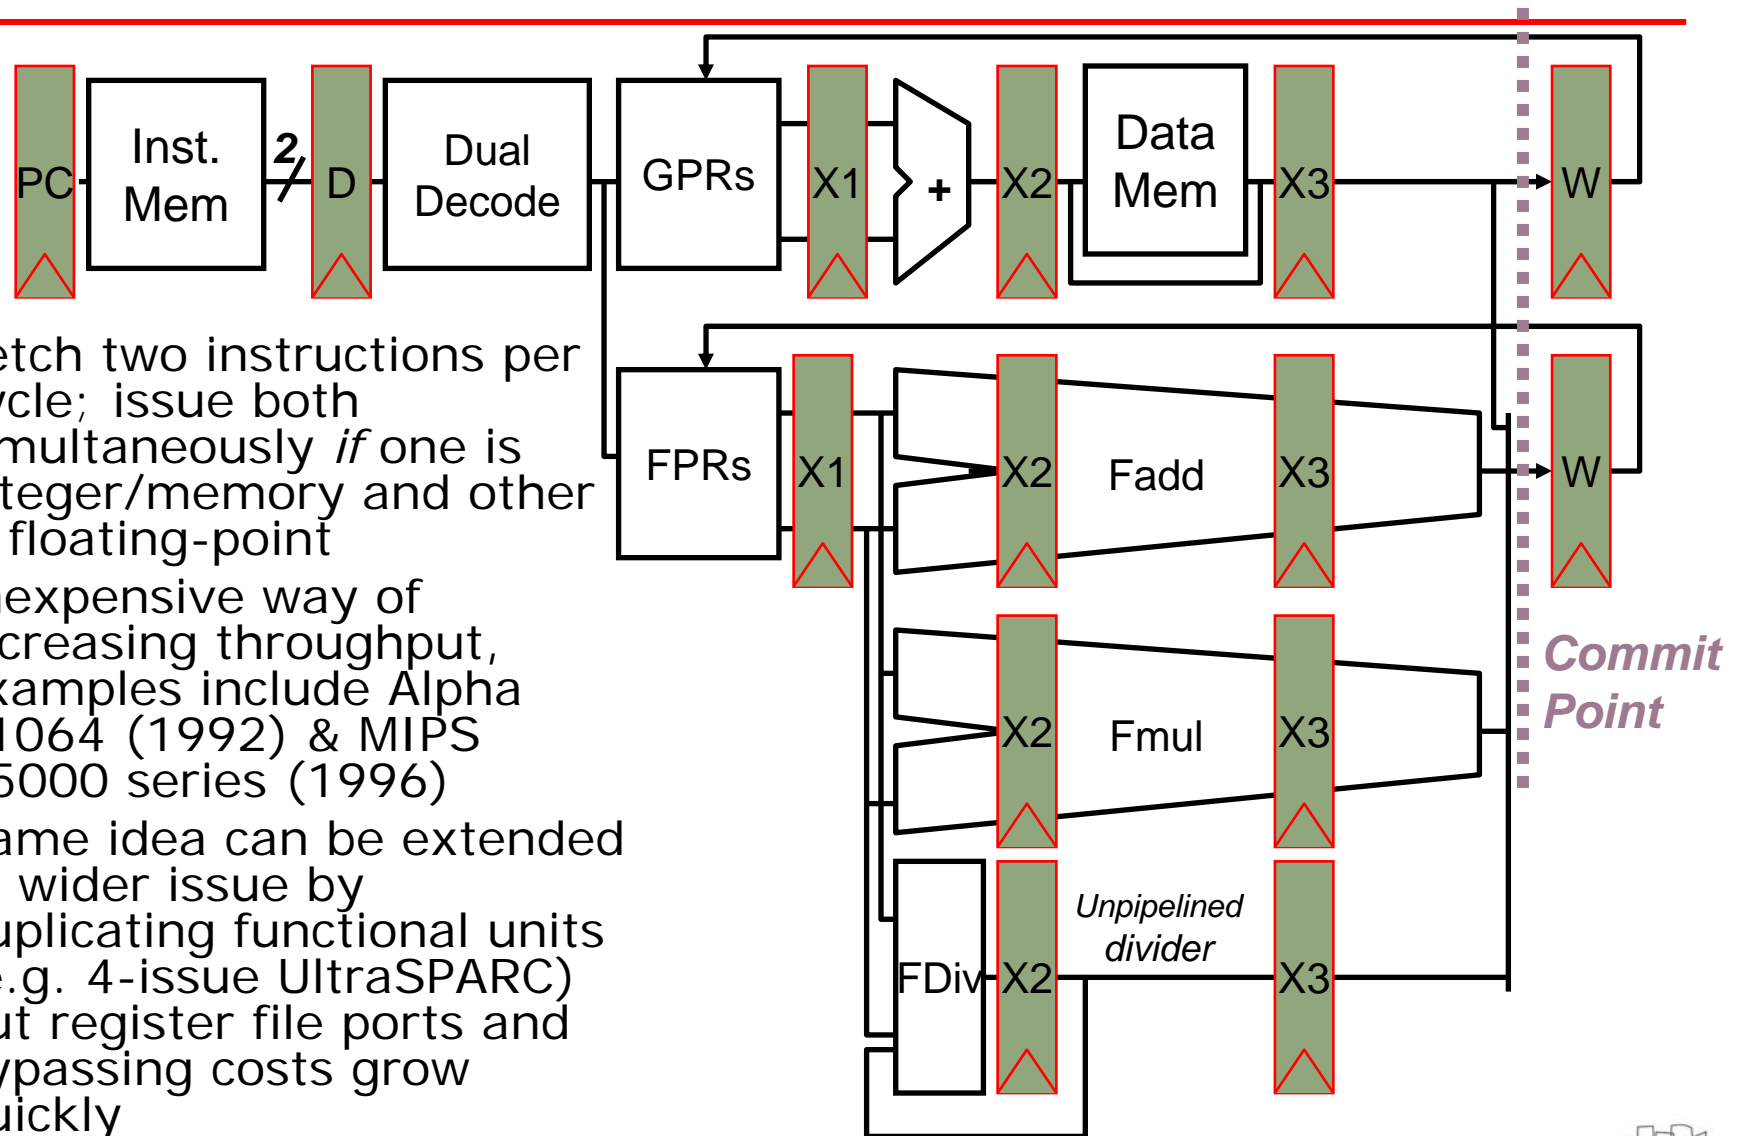 PC
Inst.
Mem
2
D
Dual
Decode
GPRs
X1
+
X2
Data
Mem
X3
W
etch two instructions per
ycle; issue both
multaneously if one is
teger/memory and other
floating-point
FPRs
X1
X2
Fadd
X3
W
expensive way of
creasing throughput,
xamples include Alpha
1064 (1992) & MIPS
5000 series (1996)
X2
Fmul
X3
Commit
Point
ame idea can be extended
wider issue by
uplicating functional units
e.g. 4-issue UltraSPARC)
ut register file ports and
ypassing costs grow
uickly
FDiv
X2
Unpipelined
divider
X3